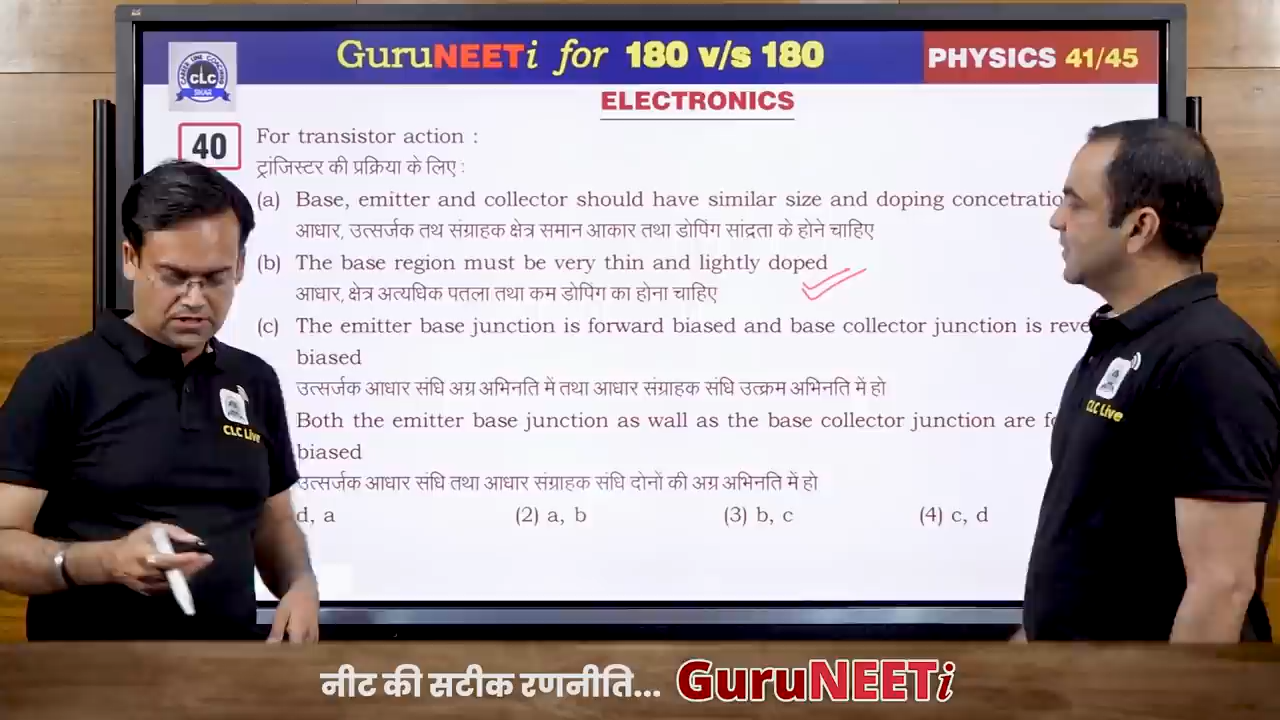 GuruNEETi for 180 v/s 180
PHYSICS 41/45
CLC
SIKAR
ELECTRONICS
40
For transistor action :
ट्रांजिस्टर की प्रक्रिया के लिए :
(a) Base, emitter and collector should have similar size and doping
आधार, उत्सर्जक तथ संग्राहक क्षेत्र समान आकार तथा डोपिंग सांद्रता के होने चाहिए
(b) The base region must be very thin and lightly doped
आधार, क्षेत्र अत्यधिक पतला तथा कम डोपिंग का होना चाहिए
(c) The emitter base junction is forward biased and base collector junction is
biased
उत्सर्जक आधार संधि अग्र अभिनति में तथा आधार संग्राहक संधि उत्क्रम अभिनति में हो
Both the emitter base junction as wall as the base collector junction are
biased
उत्सर्जक आधार संधि तथा आधार संग्राहक संधि दोनों की अग्र अभिनति में हो
d, a (2) a, b (3) b, c (4) c, d
CLC Live
CLC Live
नीट की सटीक रणनीति... GuruNEETi